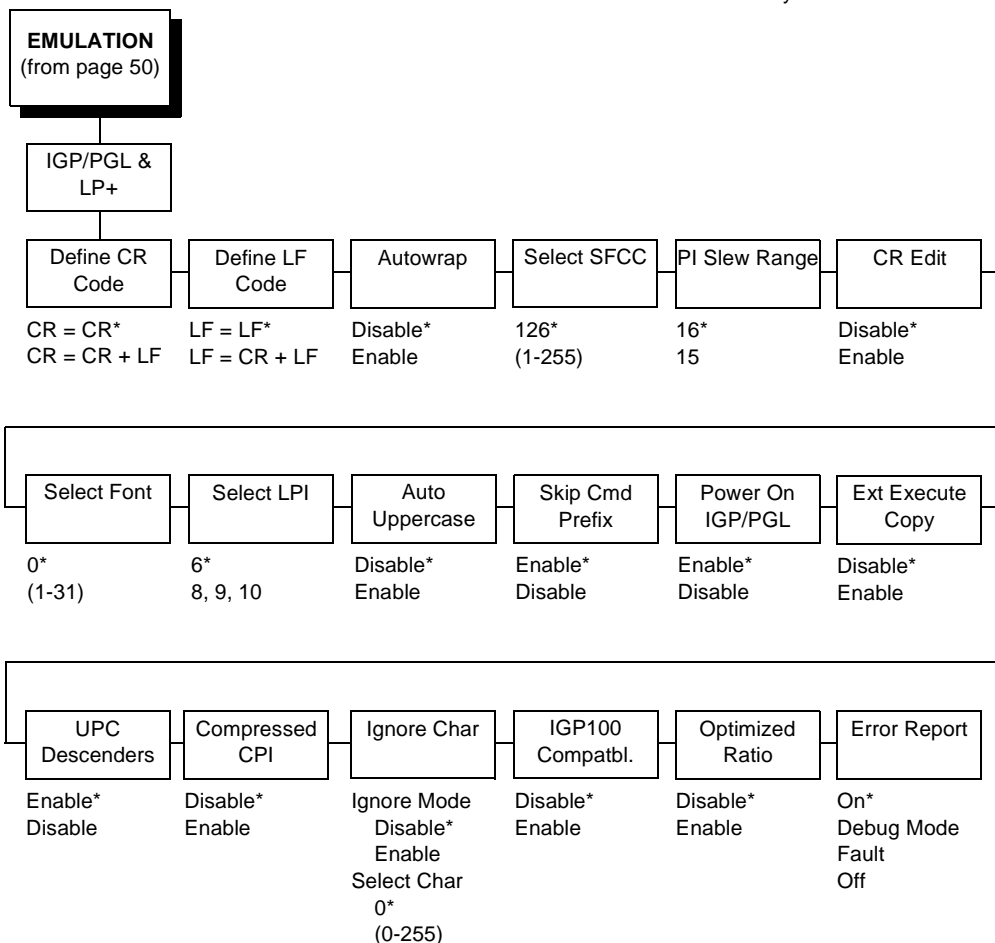 EMULATION
(from page 50)
IGP/PGL &
LP+
Define CR
Code
CR = CR*
CR = CR + LF
Define LF
Code
LF = LF*
LF = CR + LF
Autowrap
Disable*
Enable
Select SFCC
126*
(1-255)
PI Slew Range
16*
15
CR Edit
Disable*
Enable
Select Font
0*
(1-31)
Select LPI
6*
8, 9, 10
Auto
Uppercase
Disable*
Enable
Skip Cmd
Prefix
Enable*
Disable
Power On
IGP/PGL
Enable*
Disable
Ext Execute
Copy
Disable*
Enable
UPC
Descenders
Enable*
Disable
Compressed
CPI
Disable*
Enable
Ignore Char
Ignore Mode
Disable*
Enable
Select Char
0*
(0-255)
IGP100
Compatbl.
Disable*
Enable
Optimized
Ratio
Disable*
Enable
Error Report
On*
Debug Mode
Fault
Off